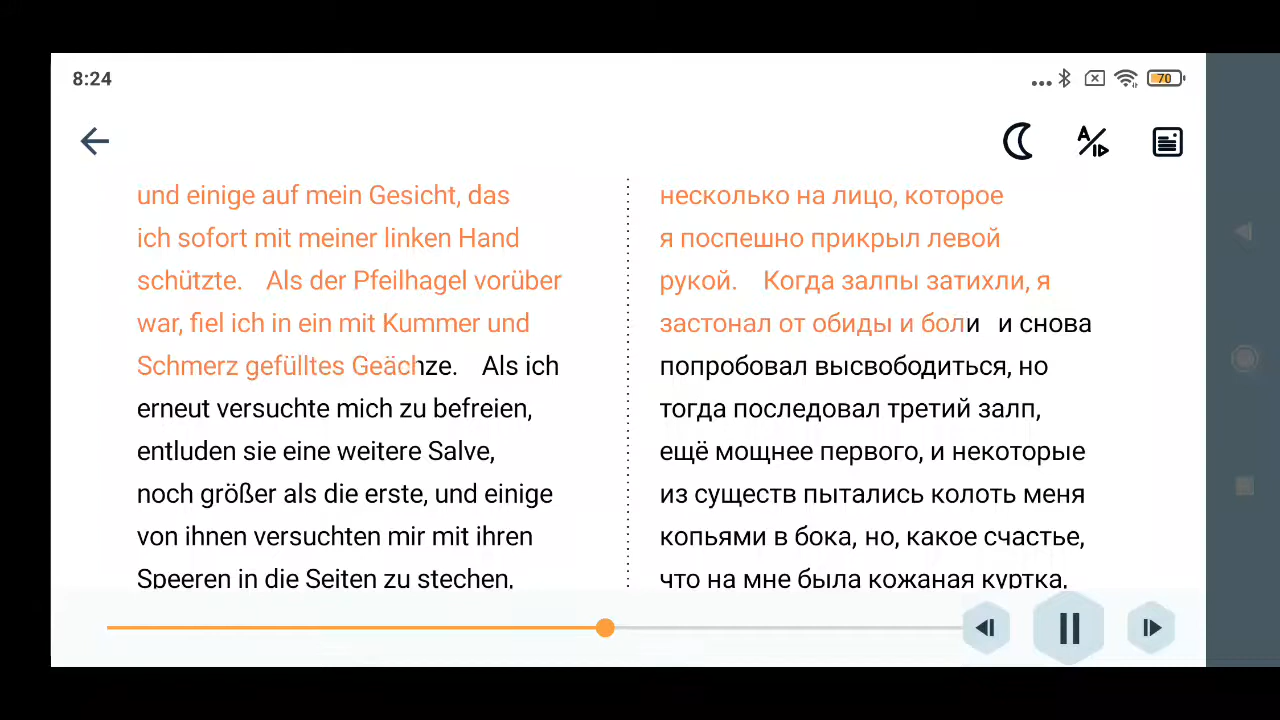 8:24
70
und einige auf mein Gesicht, das
ich sofort mit meiner linken Hand
schützte. Als der Pfeilhagel vorüber
war, fiel ich in ein mit Kummer und
Schmerz gefülltes Geächze. Als ich
erneut versuchte mich zu befreien,
entluden sie eine weitere Salve,
noch größer als die erste, und einige
von ihnen versuchten mir mit ihren
Speeren in die Seiten zu stechen,
несколько на лицо, которое
я поспешно прикрыл левой
рукой. Когда залпы затихли, я
застонал от обиды и боли и снова
попробовал высвободиться, но
тогда последовал третий залп,
ещё мощнее первого, и некоторые
из существ пытались колоть меня
копьями в бока, но, какое счастье,
что на мне была кожаная куртка,